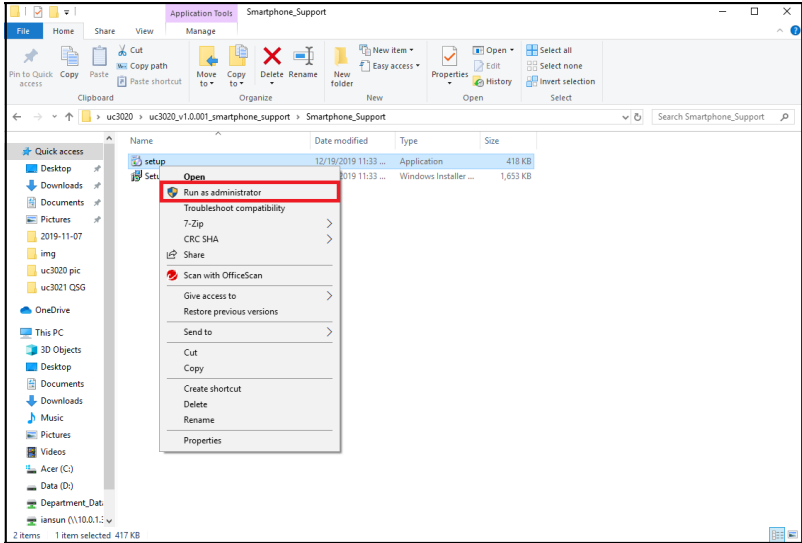 Application Tools Smartphone_Support
File Home Share View Manage
Pin to Quick access
Copy
Paste
Cut
Copy path
Paste shortcut
Clipboard
Move to
Copy to
Delete
Rename
Organize
New folder
New item
Easy access
New
Properties
Open
Edit
History
Open
Select all
Select none
Invert selection
Select
uc3020 › uc3020_v1.0.001_smartphone_support › Smartphone_Support
Search Smartphone_Support
Name Date modified Type Size
setup 12/19/2019 11:33 ... Application 418 KB
Setu 2019 11:33 ... Windows Installer ... 1,653 KB
Quick access
Desktop
Downloads
Documents
Pictures
2019-11-07
img
uc3020 pic
uc3021 QSG
OneDrive
This PC
3D Objects
Desktop
Documents
Downloads
Music
Pictures
Videos
Acer (C:)
Data (D:)
Department_Dat
iansun (\\10.0.1.
Open
Run as administrator
Troubleshoot compatibility
7-Zip
CRC SHA
Share
Scan with OfficeScan
Give access to
Restore previous versions
Send to
Cut
Copy
Create shortcut
Delete
Rename
Properties
2 items 1 item selected 417 KB